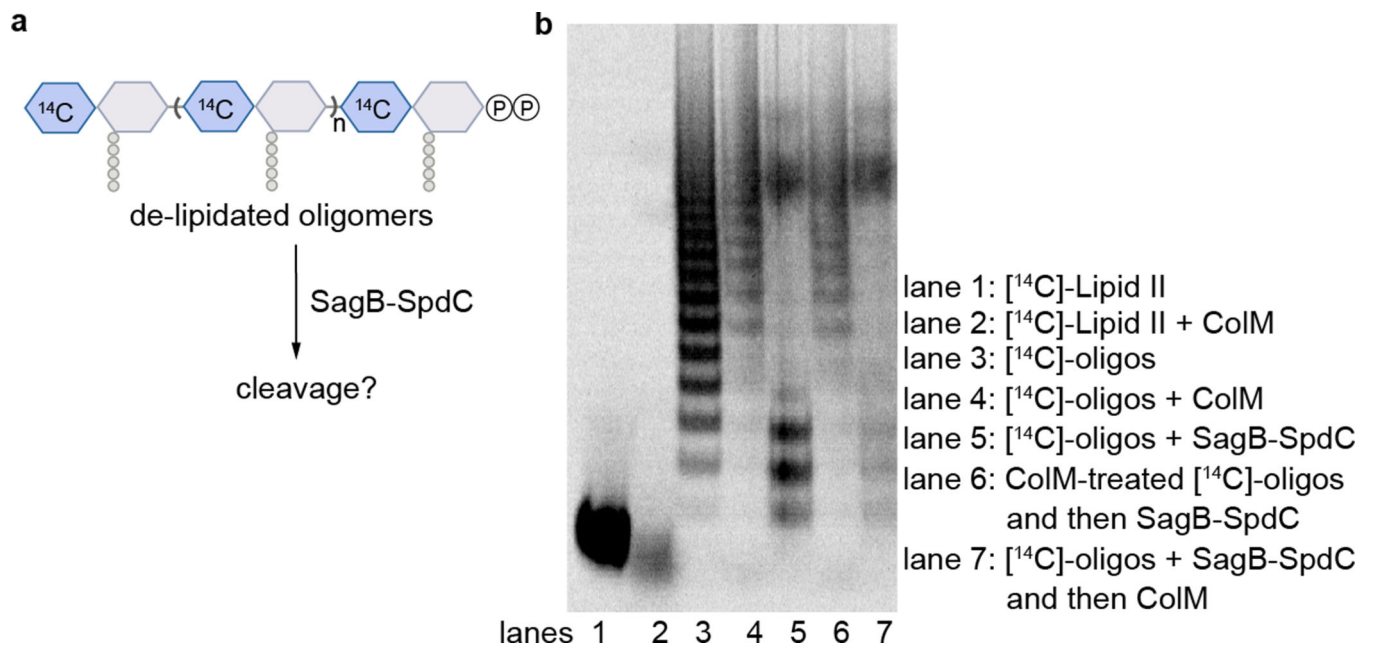 a
b
¹⁴C ¹⁴C ¹⁴C P P
n
de-lipidated oligomers
SagB-SpdC
cleavage?
lane 1: [¹⁴C]-Lipid II
lane 2: [¹⁴C]-Lipid II + ColM
lane 3: [¹⁴C]-oligos
lane 4: [¹⁴C]-oligos + ColM
lane 5: [¹⁴C]-oligos + SagB-SpdC
lane 6: ColM-treated [¹⁴C]-oligos
and then SagB-SpdC
lane 7: [¹⁴C]-oligos + SagB-SpdC
and then ColM
lanes 1 2 3 4 5 6 7